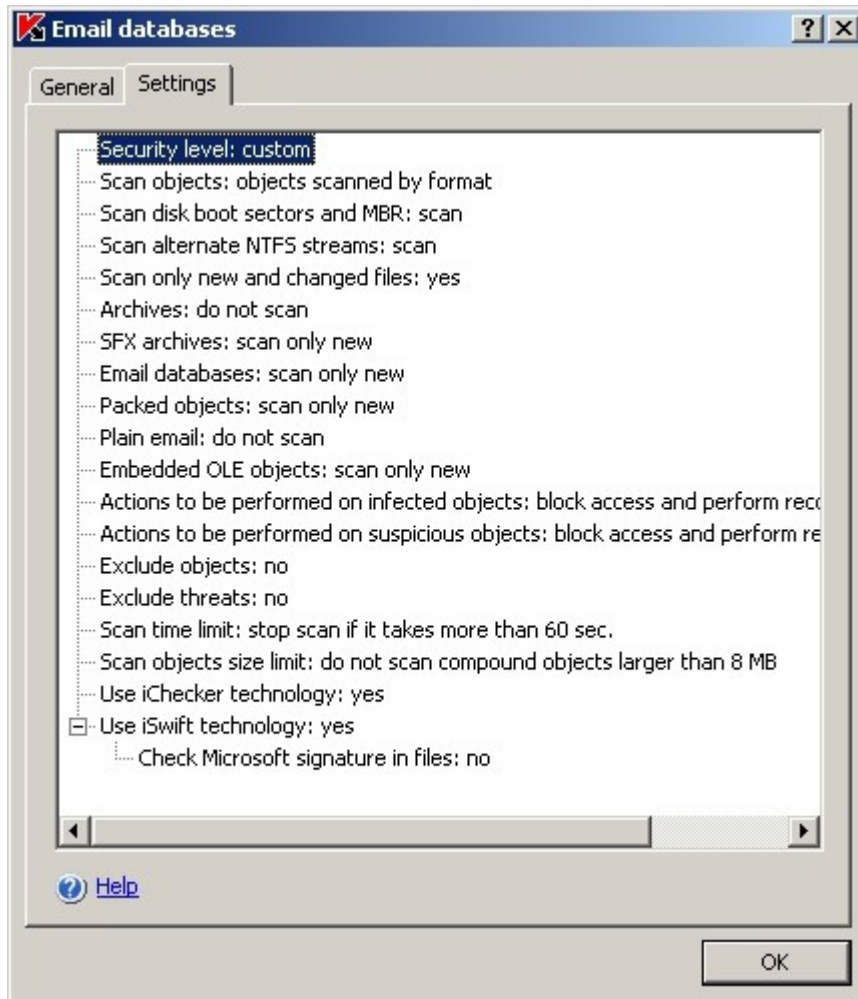 Email databases
General
Settings
Security level: custom
Scan objects: objects scanned by format
Scan disk boot sectors and MBR: scan
Scan alternate NTFS streams: scan
Scan only new and changed files: yes
Archives: do not scan
SFX archives: scan only new
Email databases: scan only new
Packed objects: scan only new
Plain email: do not scan
Embedded OLE objects: scan only new
Actions to be performed on infected objects: block access and perform reco
Actions to be performed on suspicious objects: block access and perform re
Exclude objects: no
Exclude threats: no
Scan time limit: stop scan if it takes more than 60 sec.
Scan objects size limit: do not scan compound objects larger than 8 MB
Use iChecker technology: yes
Use iSwift technology: yes
Check Microsoft signature in files: no
Help
OK